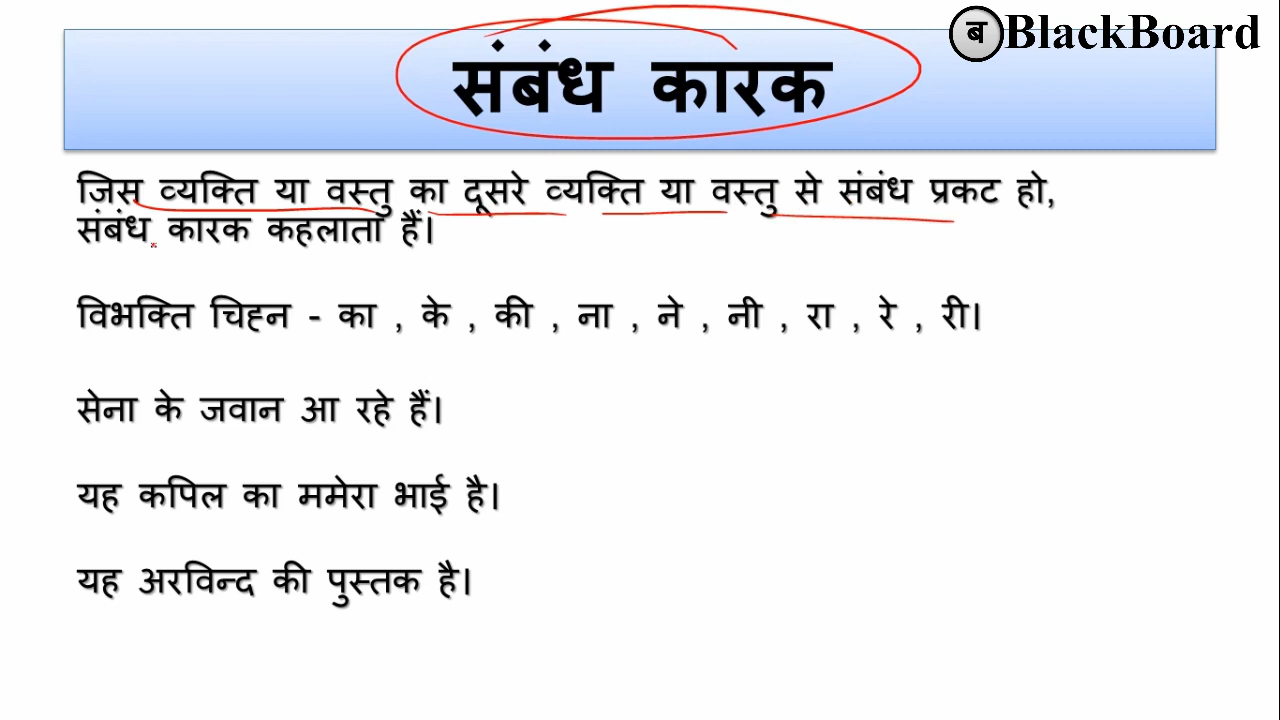 ब BlackBoard
संबंध कारक
जिस व्यक्ति या वस्तु का दूसरे व्यक्ति या वस्तु से संबंध प्रकट हो,
संबंध कारक कहलाता हैं।
विभक्ति चिह्न - का , के , की , ना , ने , नी , रा , रे , री।
सेना के जवान आ रहे हैं।
यह कपिल का ममेरा भाई है।
यह अरविन्द की पुस्तक है।